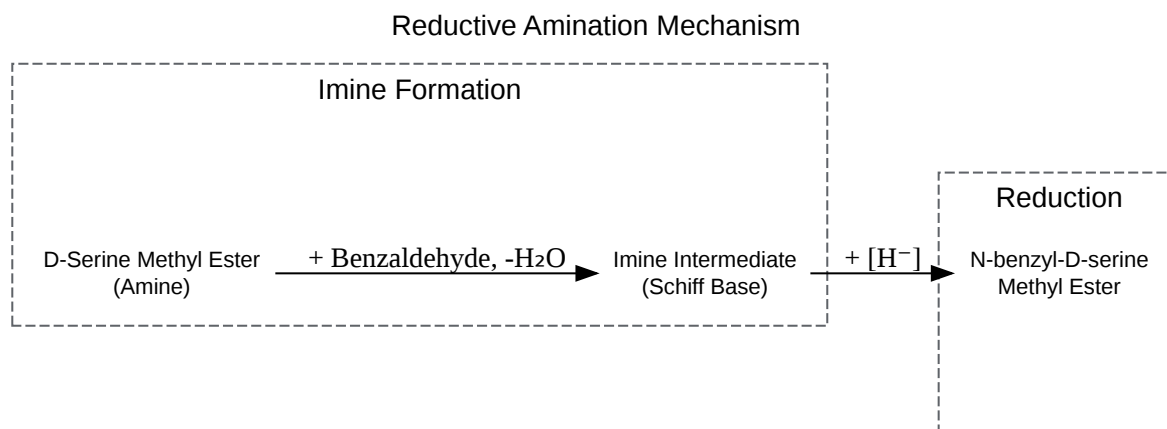 Reductive Amination Mechanism
Imine Formation
Reduction
D-Serine Methyl Ester
(Amine)
+ Benzaldehyde, -H₂O
Imine Intermediate
(Schiff Base)
+ [H⁻]
N-benzyl-D-serine
Methyl Ester